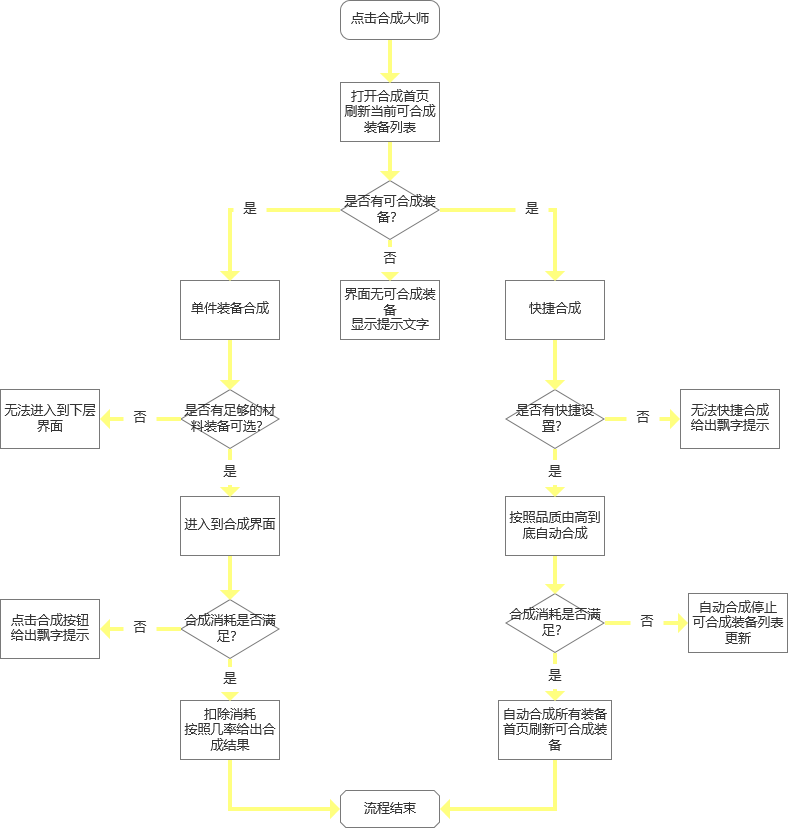 点击合成大师
打开合成首页
刷新当前可合成
装备列表
是否有可合成装
备?
是
否
是
单件装备合成
界面无可合成装
备
显示提示文字
快捷合成
无法进入到下层
界面
否
是否有足够的材
料装备可选?
是否有快捷设
置?
否
无法快捷合成
给出飘字提示
是
是
进入到合成界面
按照品质由高到
底自动合成
点击合成按钮
给出飘字提示
否
合成消耗是否满
足?
合成消耗是否满
足?
否
自动合成停止
可合成装备列表
更新
是
是
扣除消耗
按照几率给出合
成结果
自动合成所有装备
首页刷新可合成装
备
流程结束